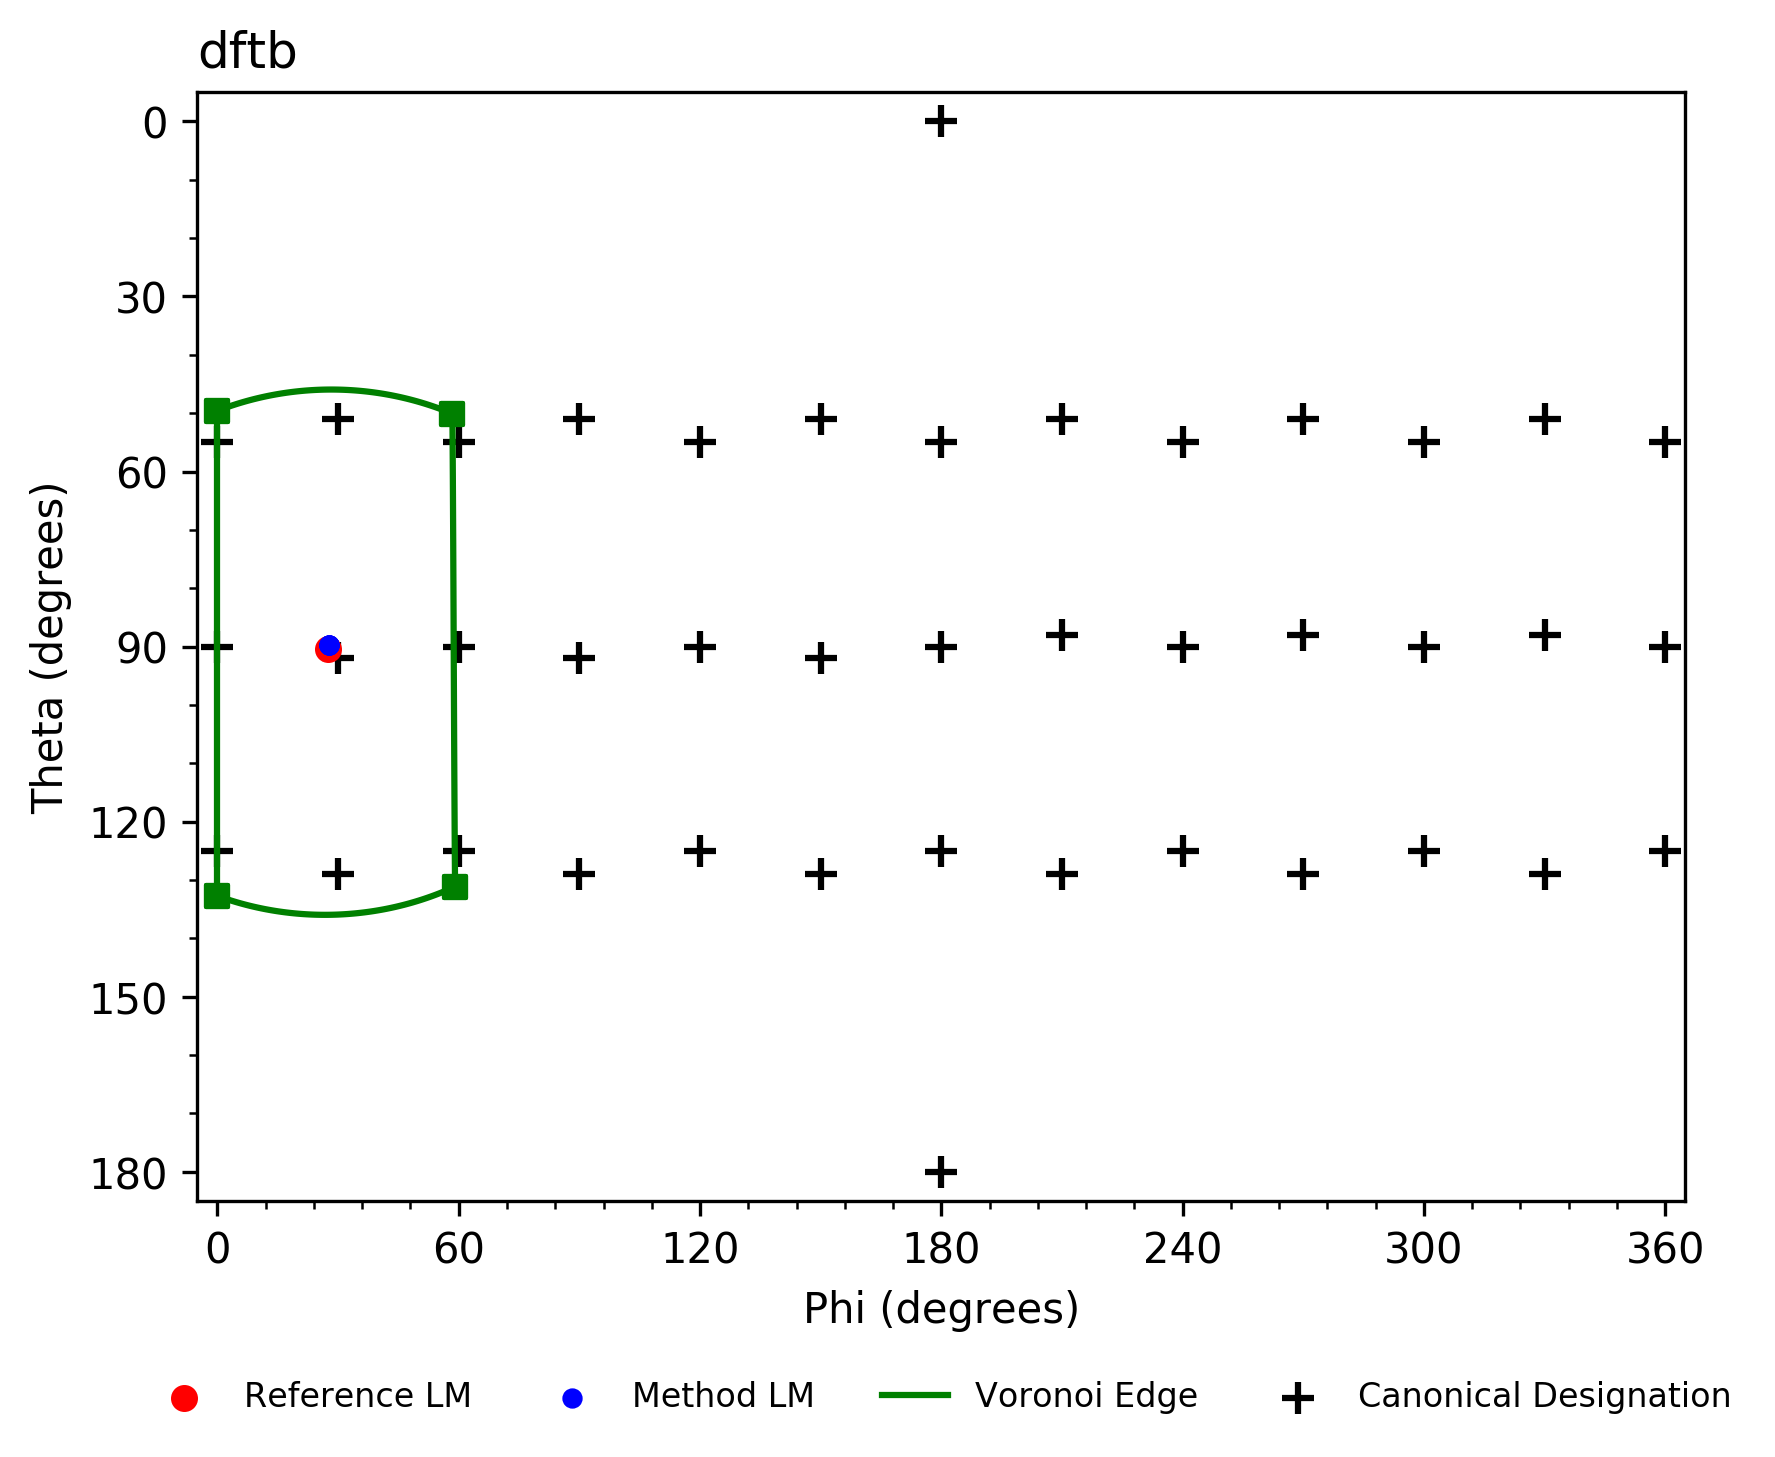 dftb
0
30
60
90
120
150
180
Theta (degrees)
0 60 120 180 240 300 360
Phi (degrees)
Reference LM Method LM Voronoi Edge Canonical Designation